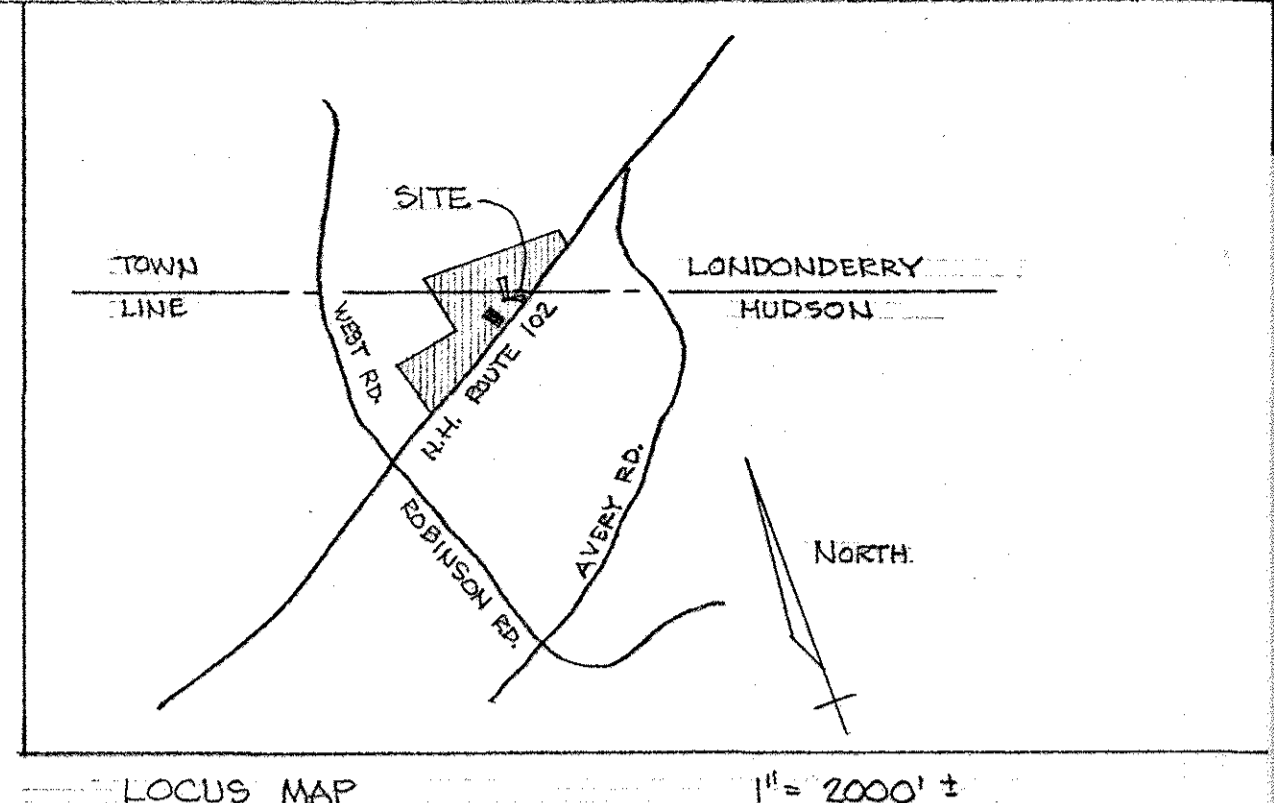 SITE
TOWN
LINE
LONDONDERRY
HUDSON
WEST RD.
N.H. ROUTE 102
ROBINSON RD.
AVERY RD.
NORTH.
LOCUS MAP
1" = 2000' ±